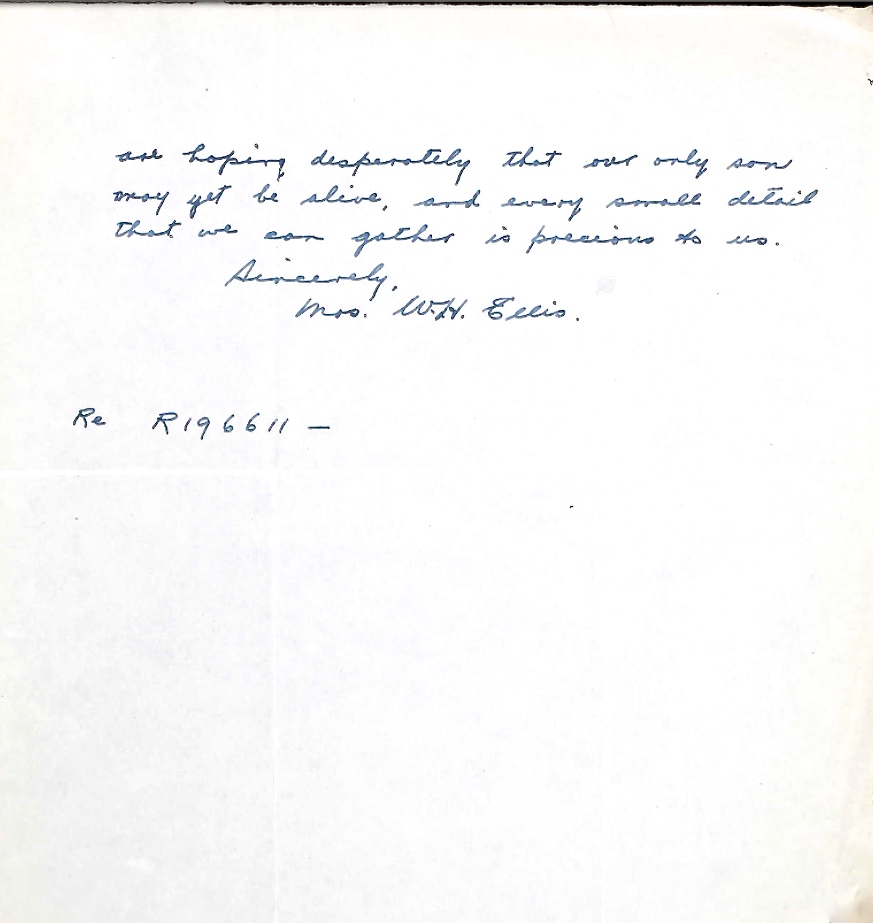 are hoping desperately that our only son
may yet be alive, and every small detail
that we can gather is precious to us.
Sincerely,
Mrs. W.H. Ellis.
Re R196611 —